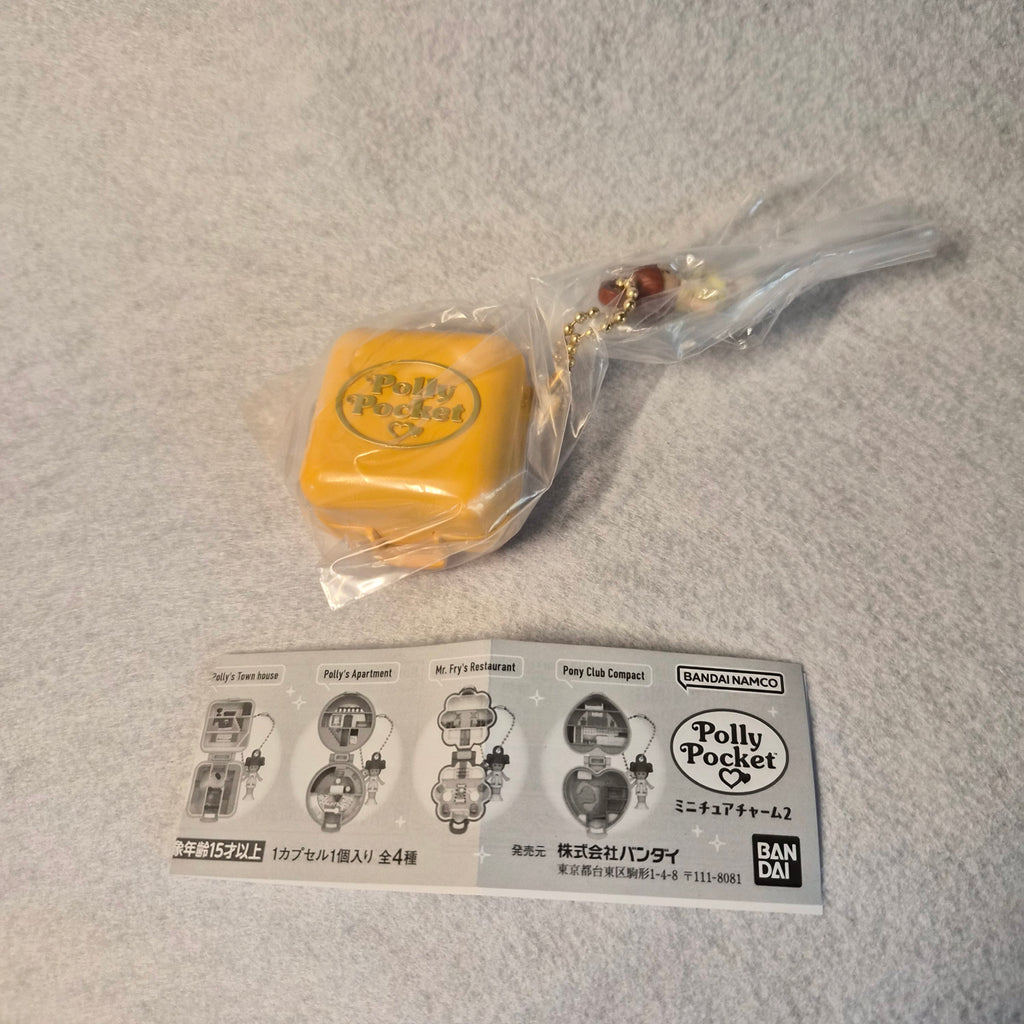 Polly
Pocket
Polly's Town house
Polly's Apartment
Mr. Fry's Restaurant
Pony Club Compact
BANDAI NAMCO
Polly
Pocket
ミニチュアチャーム2
象年齢15才以上 1カプセル1個入り 全4種
発売元 株式会社バンダイ
東京都台東区駒形1-4-8 〒111-8081
BAN
DAI